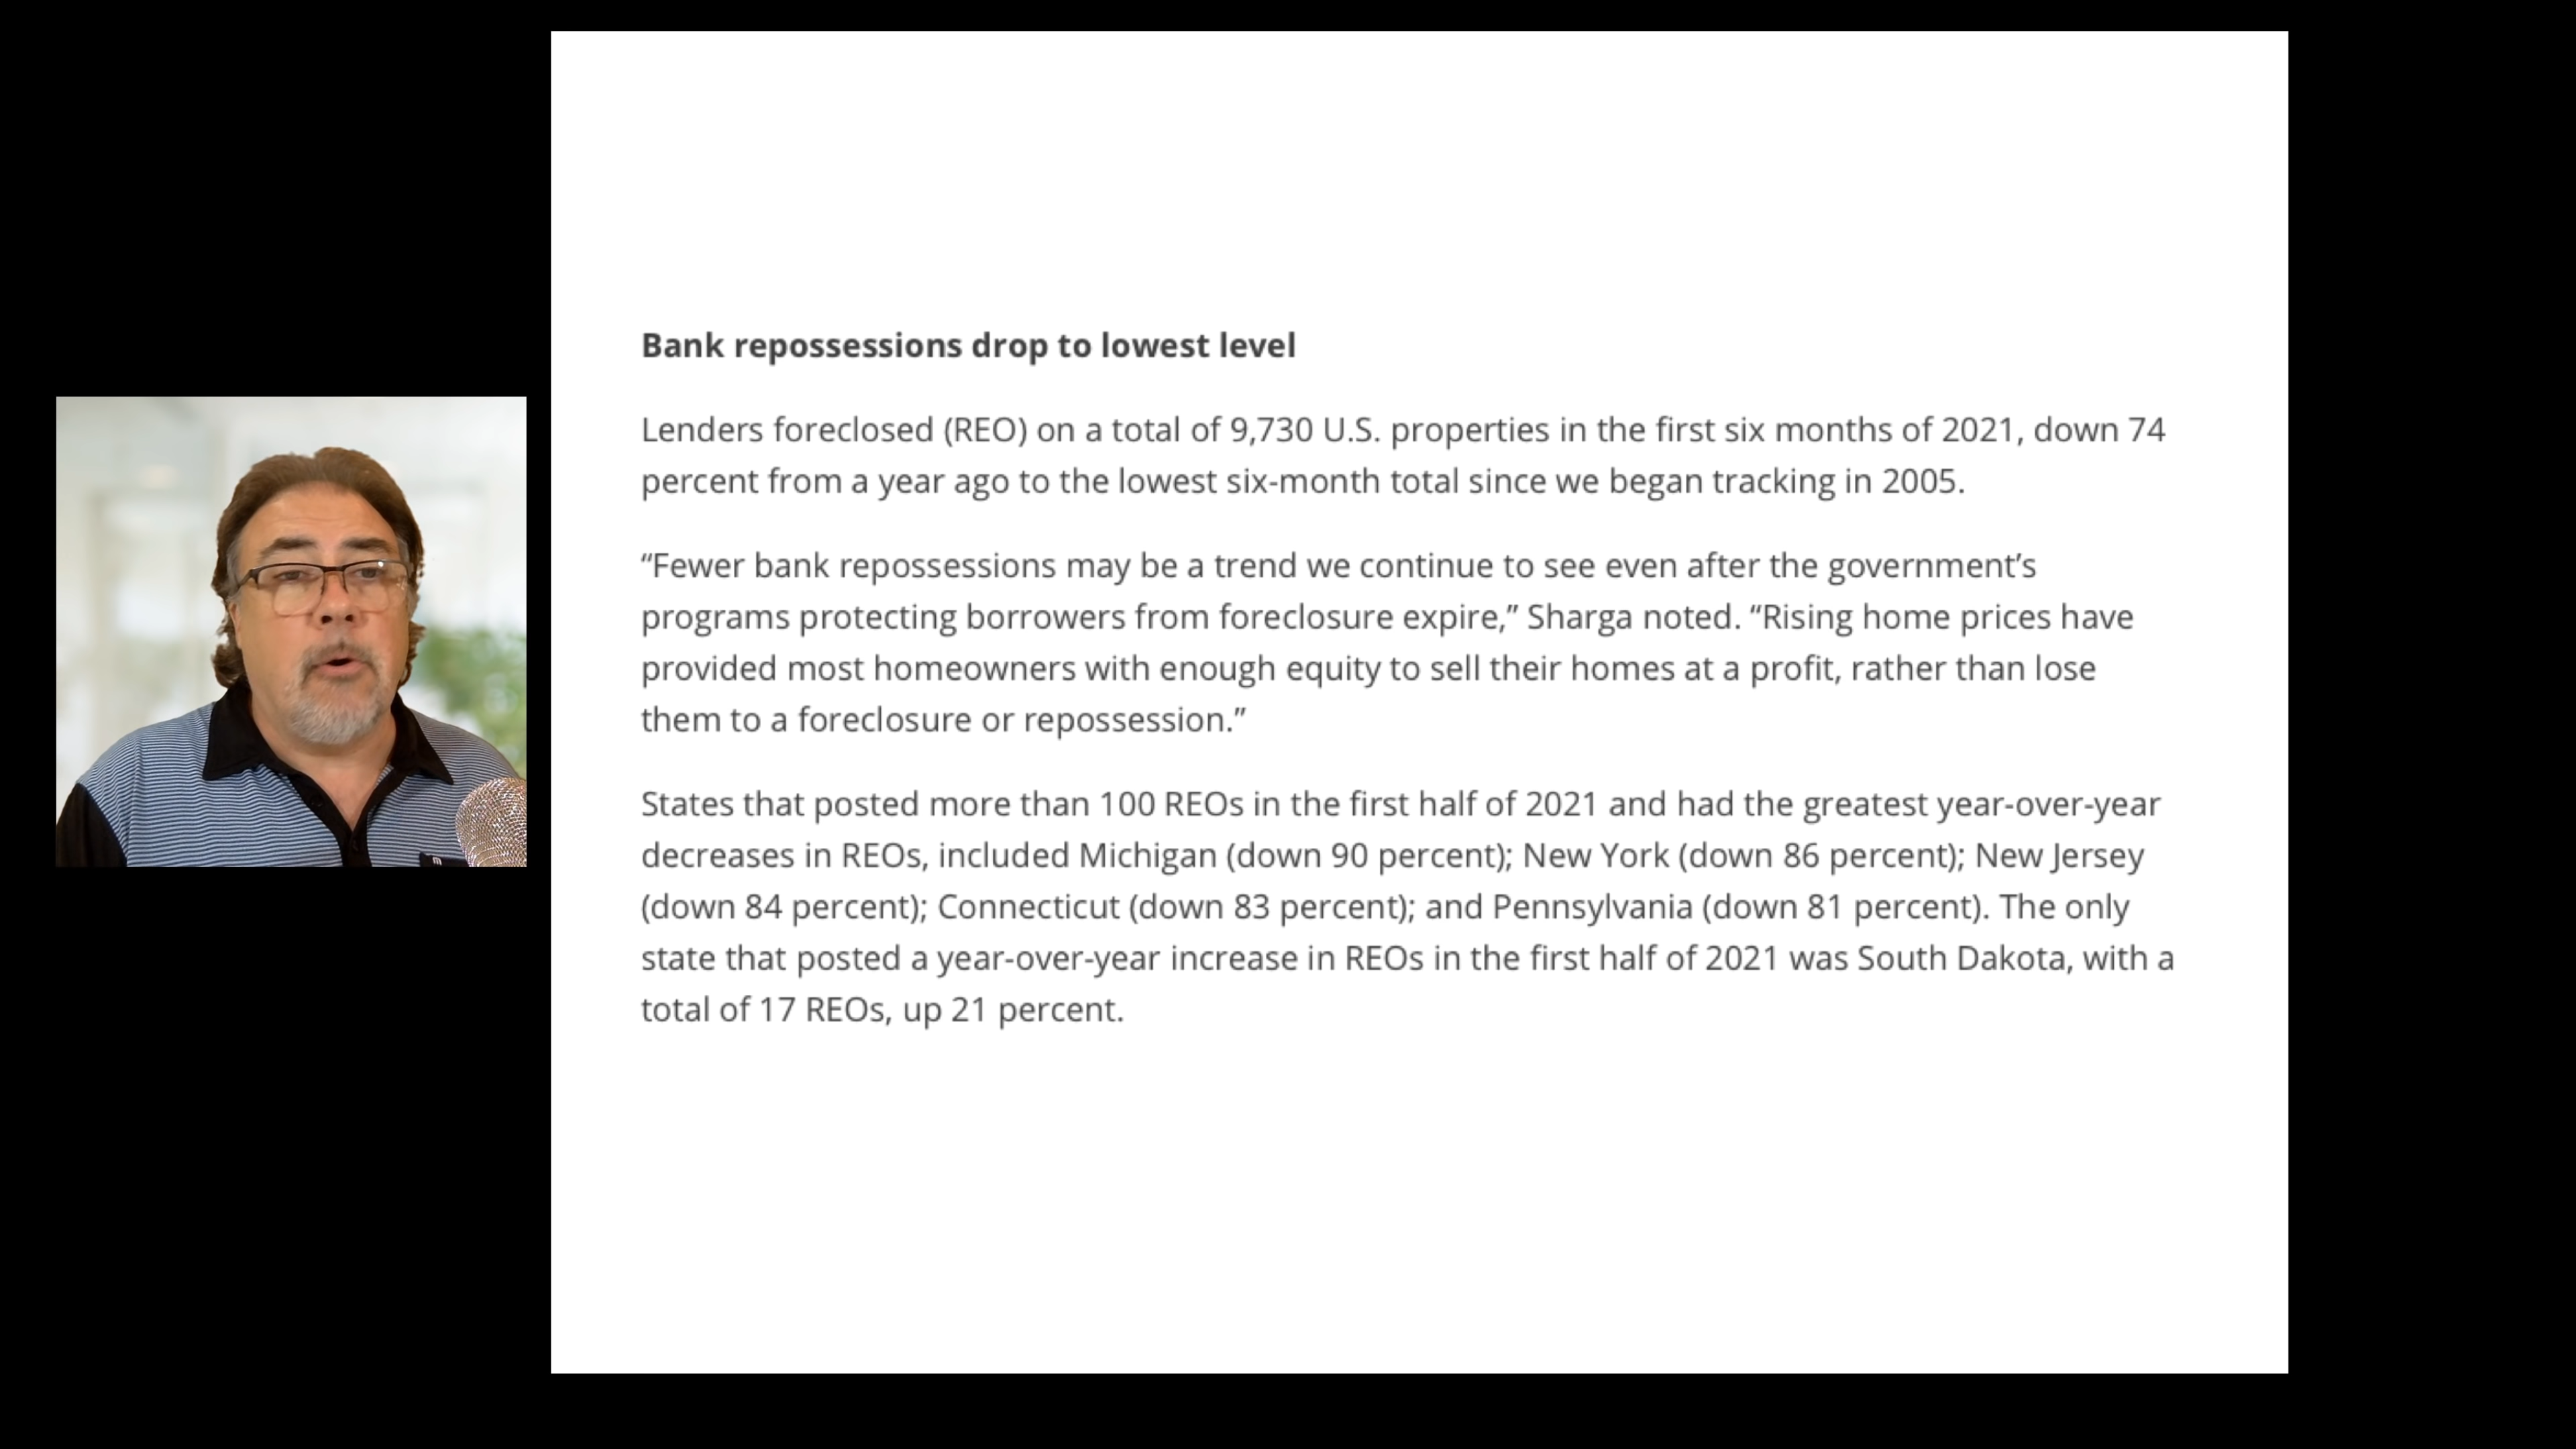 Bank repossessions drop to lowest level
Lenders foreclosed (REO) on a total of 9,730 U.S. properties in the first six months of 2021, down 74
percent from a year ago to the lowest six-month total since we began tracking in 2005.
“Fewer bank repossessions may be a trend we continue to see even after the government’s
programs protecting borrowers from foreclosure expire,” Sharga noted. “Rising home prices have
provided most homeowners with enough equity to sell their homes at a profit, rather than lose
them to a foreclosure or repossession.”
States that posted more than 100 REOs in the first half of 2021 and had the greatest year-over-year
decreases in REOs, included Michigan (down 90 percent); New York (down 86 percent); New Jersey
(down 84 percent); Connecticut (down 83 percent); and Pennsylvania (down 81 percent). The only
state that posted a year-over-year increase in REOs in the first half of 2021 was South Dakota, with a
total of 17 REOs, up 21 percent.